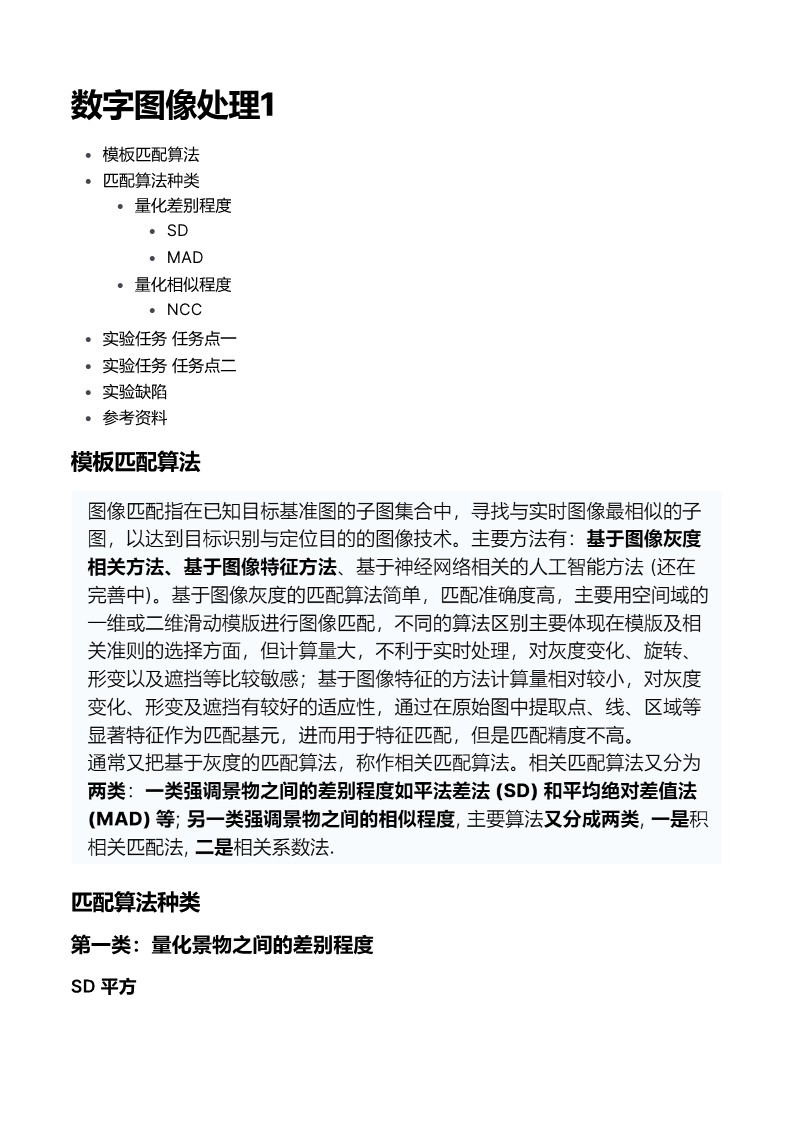 数字图像处理1
• 模板匹配算法
• 匹配算法种类
• 量化差别程度
• SD
• MAD
• 量化相似程度
• NCC
• 实验任务 任务点一
• 实验任务 任务点二
• 实验缺陷
• 参考资料
模板匹配算法
图像匹配指在已知目标基准图的子图集合中，寻找与实时图像最相似的子
图，以达到目标识别与定位目的的图像技术。主要方法有：基于图像灰度
相关方法、基于图像特征方法、基于神经网络相关的人工智能方法 (还在
完善中)。基于图像灰度的匹配算法简单，匹配准确度高，主要用空间域的
一维或二维滑动模版进行图像匹配，不同的算法区别主要体现在模版及相
关准则的选择方面，但计算量大，不利于实时处理，对灰度变化、旋转、
形变以及遮挡等比较敏感；基于图像特征的方法计算量相对较小，对灰度
变化、形变及遮挡有较好的适应性，通过在原始图中提取点、线、区域等
显著特征作为匹配基元，进而用于特征匹配，但是匹配精度不高。
通常又把基于灰度的匹配算法，称作相关匹配算法。相关匹配算法又分为
两类：一类强调景物之间的差别程度如平法差法 (SD) 和平均绝对差值法
(MAD) 等; 另一类强调景物之间的相似程度, 主要算法又分成两类, 一是积
相关匹配法, 二是相关系数法.
匹配算法种类
第一类：量化景物之间的差别程度
SD 平方